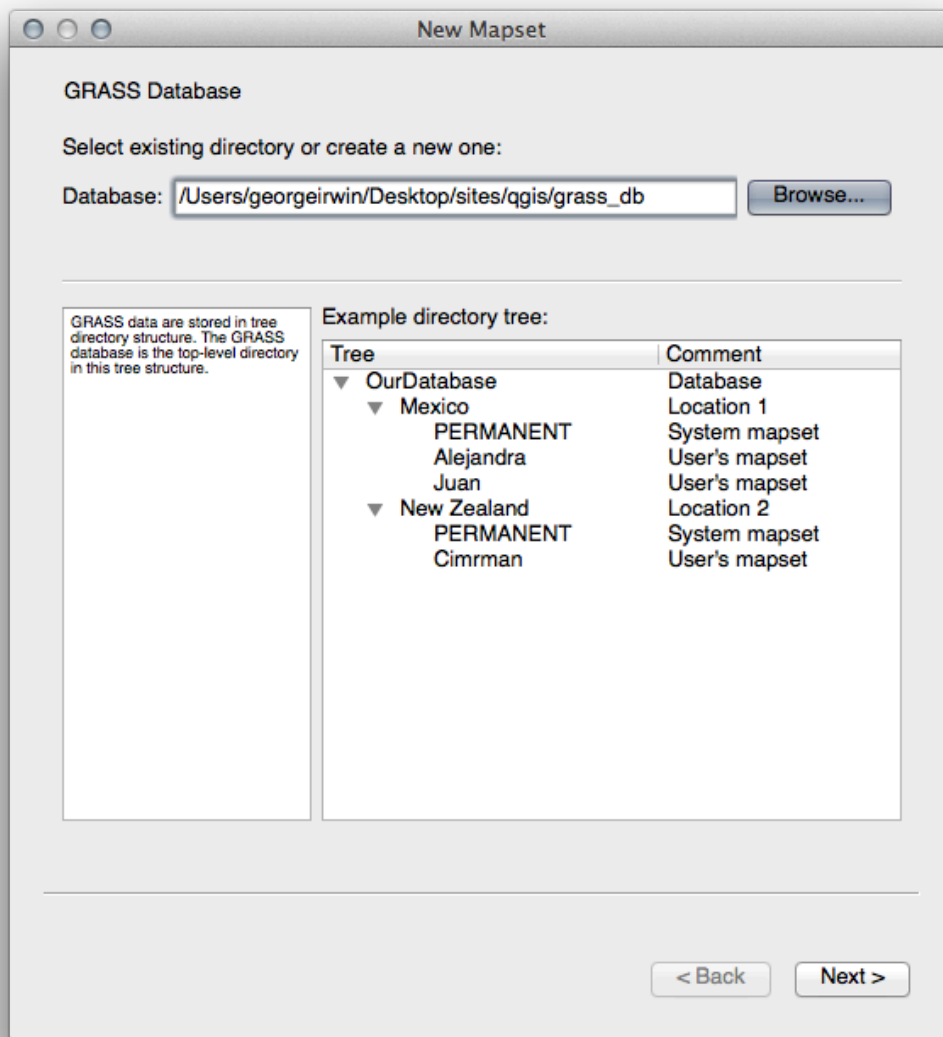 New Mapset
GRASS Database
Select existing directory or create a new one:
Database: /Users/georgeirwin/Desktop/sites/qgis/grass_db Browse...
GRASS data are stored in tree
directory structure. The GRASS
database is the top-level directory
in this tree structure.
Example directory tree:
Tree Comment
OurDatabase Database
Mexico Location 1
PERMANENT System mapset
Alejandra User's mapset
Juan User's mapset
New Zealand Location 2
PERMANENT System mapset
Cimrman User's mapset
< Back Next >